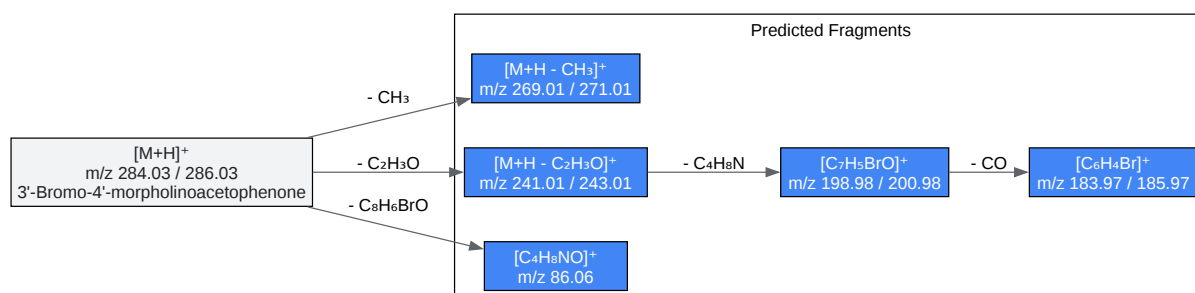 Predicted Fragments
[M+H - CH₃]⁺
m/z 269.01 / 271.01
- CH₃
[M+H]⁺
m/z 284.03 / 286.03
3'-Bromo-4'-morpholinoacetophenone
- C₂H₃O
[M+H - C₂H₃O]⁺
m/z 241.01 / 243.01
- C₄H₈N
[C₇H₅BrO]⁺
m/z 198.98 / 200.98
- CO
[C₆H₄Br]⁺
m/z 183.97 / 185.97
- C₈H₆BrO
[C₄H₈NO]⁺
m/z 86.06